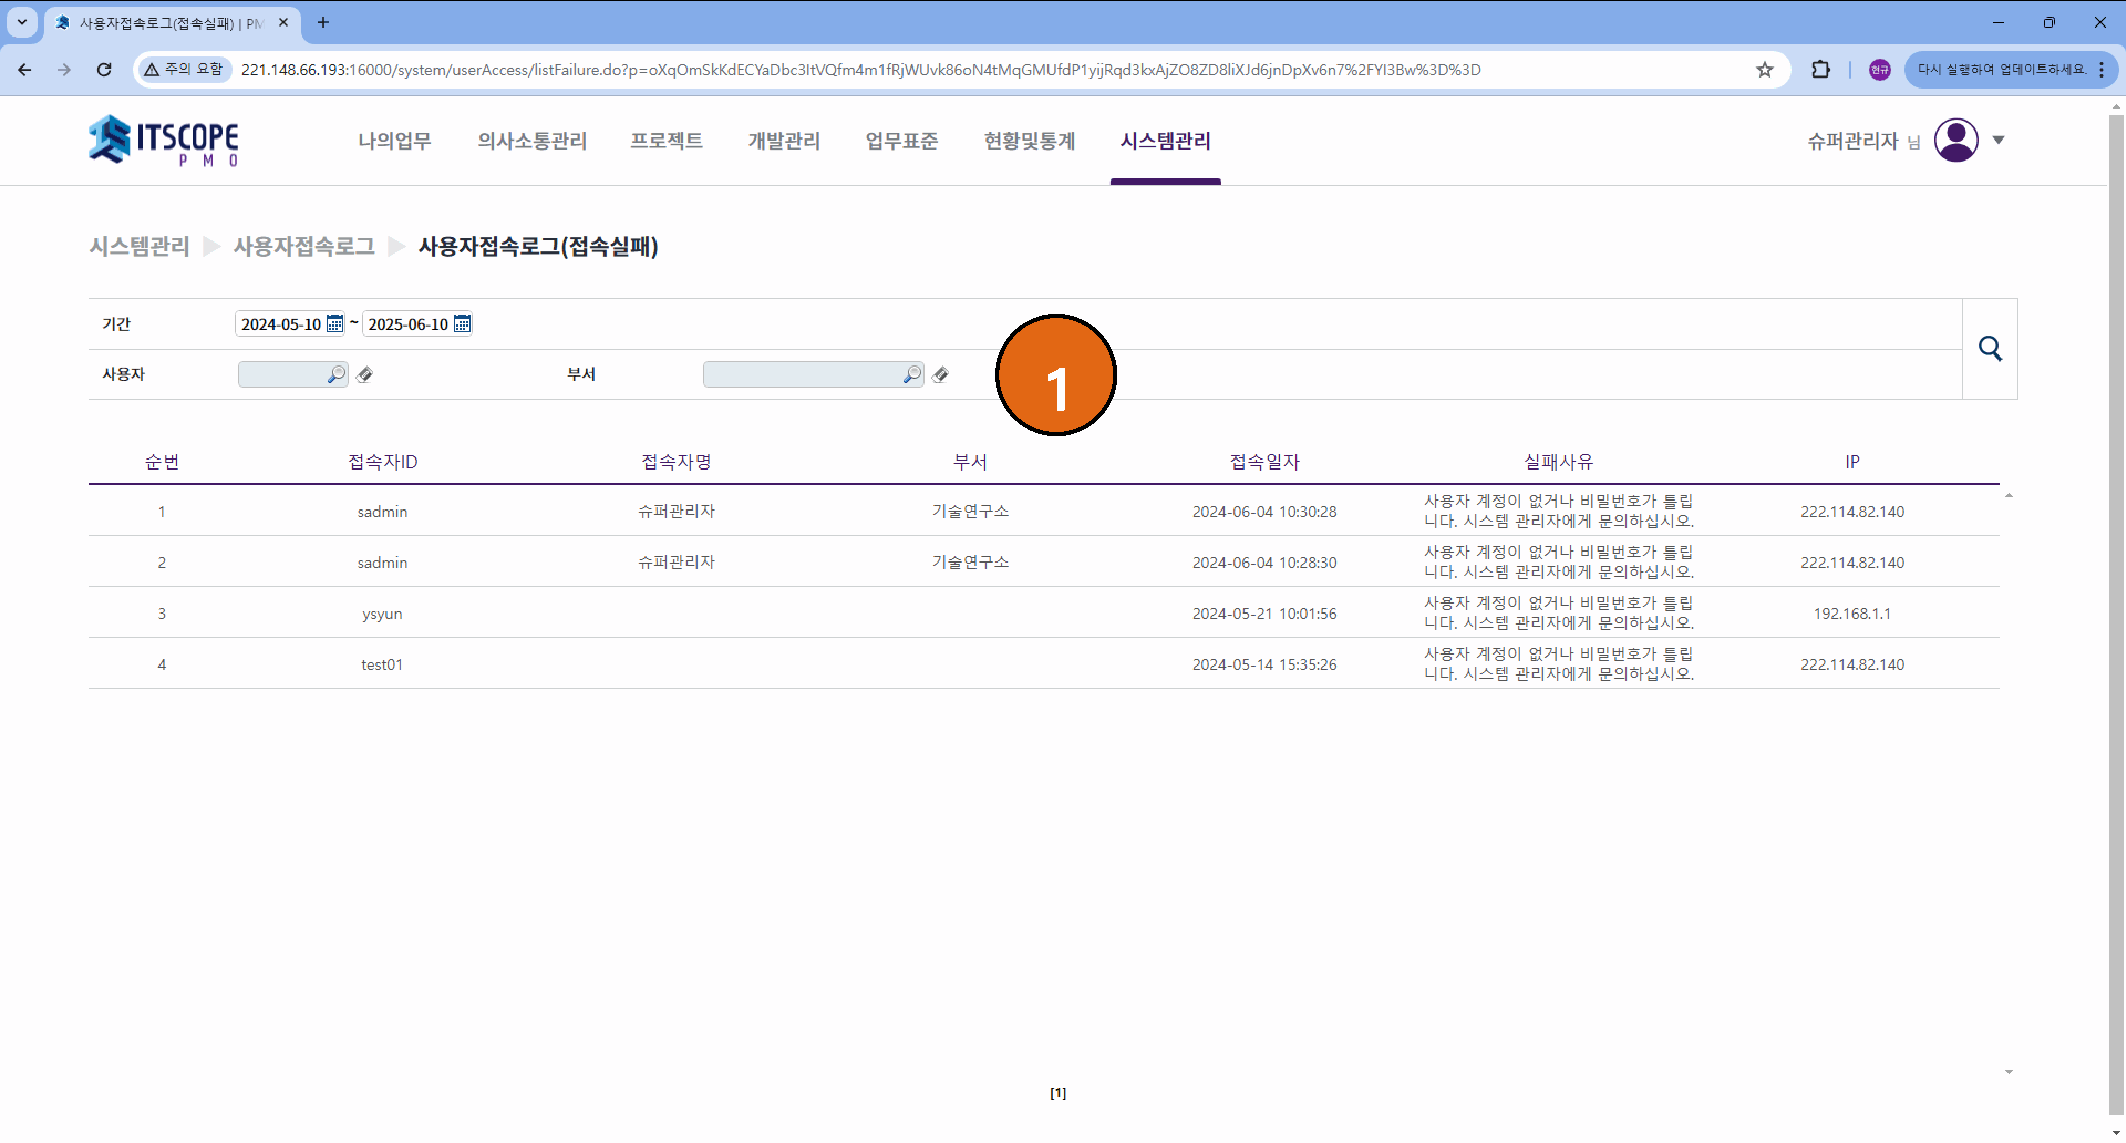 사용자접속로그(접속실패) | PM
주의 요함
221.148.66.193:16000/system/userAccess/listFailure.do?p=oXqOmSkKdECYaDbc3ItVQfm4m1fRjWUvk86oN4tMqGMUfdP1yijRqd3kxAjZO8ZD8liXJd6jnDpXv6n7%2FYI3Bw%3D%3D
현규
다시 실행하여 업데이트하세요.
ITSCOPE
PMO
나의업무 의사소통관리 프로젝트 개발관리 업무표준 현황및통계 시스템관리
슈퍼관리자 님
시스템관리 사용자접속로그 사용자접속로그(접속실패)
기간 2024-05-10 ~ 2025-06-10
사용자 부서
1
순번 접속자ID 접속자명 부서 접속일자 실패사유 IP
1 sadmin 슈퍼관리자 기술연구소 2024-06-04 10:30:28 사용자 계정이 없거나 비밀번호가 틀립
니다. 시스템 관리자에게 문의하십시오. 222.114.82.140
2 sadmin 슈퍼관리자 기술연구소 2024-06-04 10:28:30 사용자 계정이 없거나 비밀번호가 틀립
니다. 시스템 관리자에게 문의하십시오. 222.114.82.140
3 ysyun 2024-05-21 10:01:56 사용자 계정이 없거나 비밀번호가 틀립
니다. 시스템 관리자에게 문의하십시오. 192.168.1.1
4 test01 2024-05-14 15:35:26 사용자 계정이 없거나 비밀번호가 틀립
니다. 시스템 관리자에게 문의하십시오. 222.114.82.140
[1]